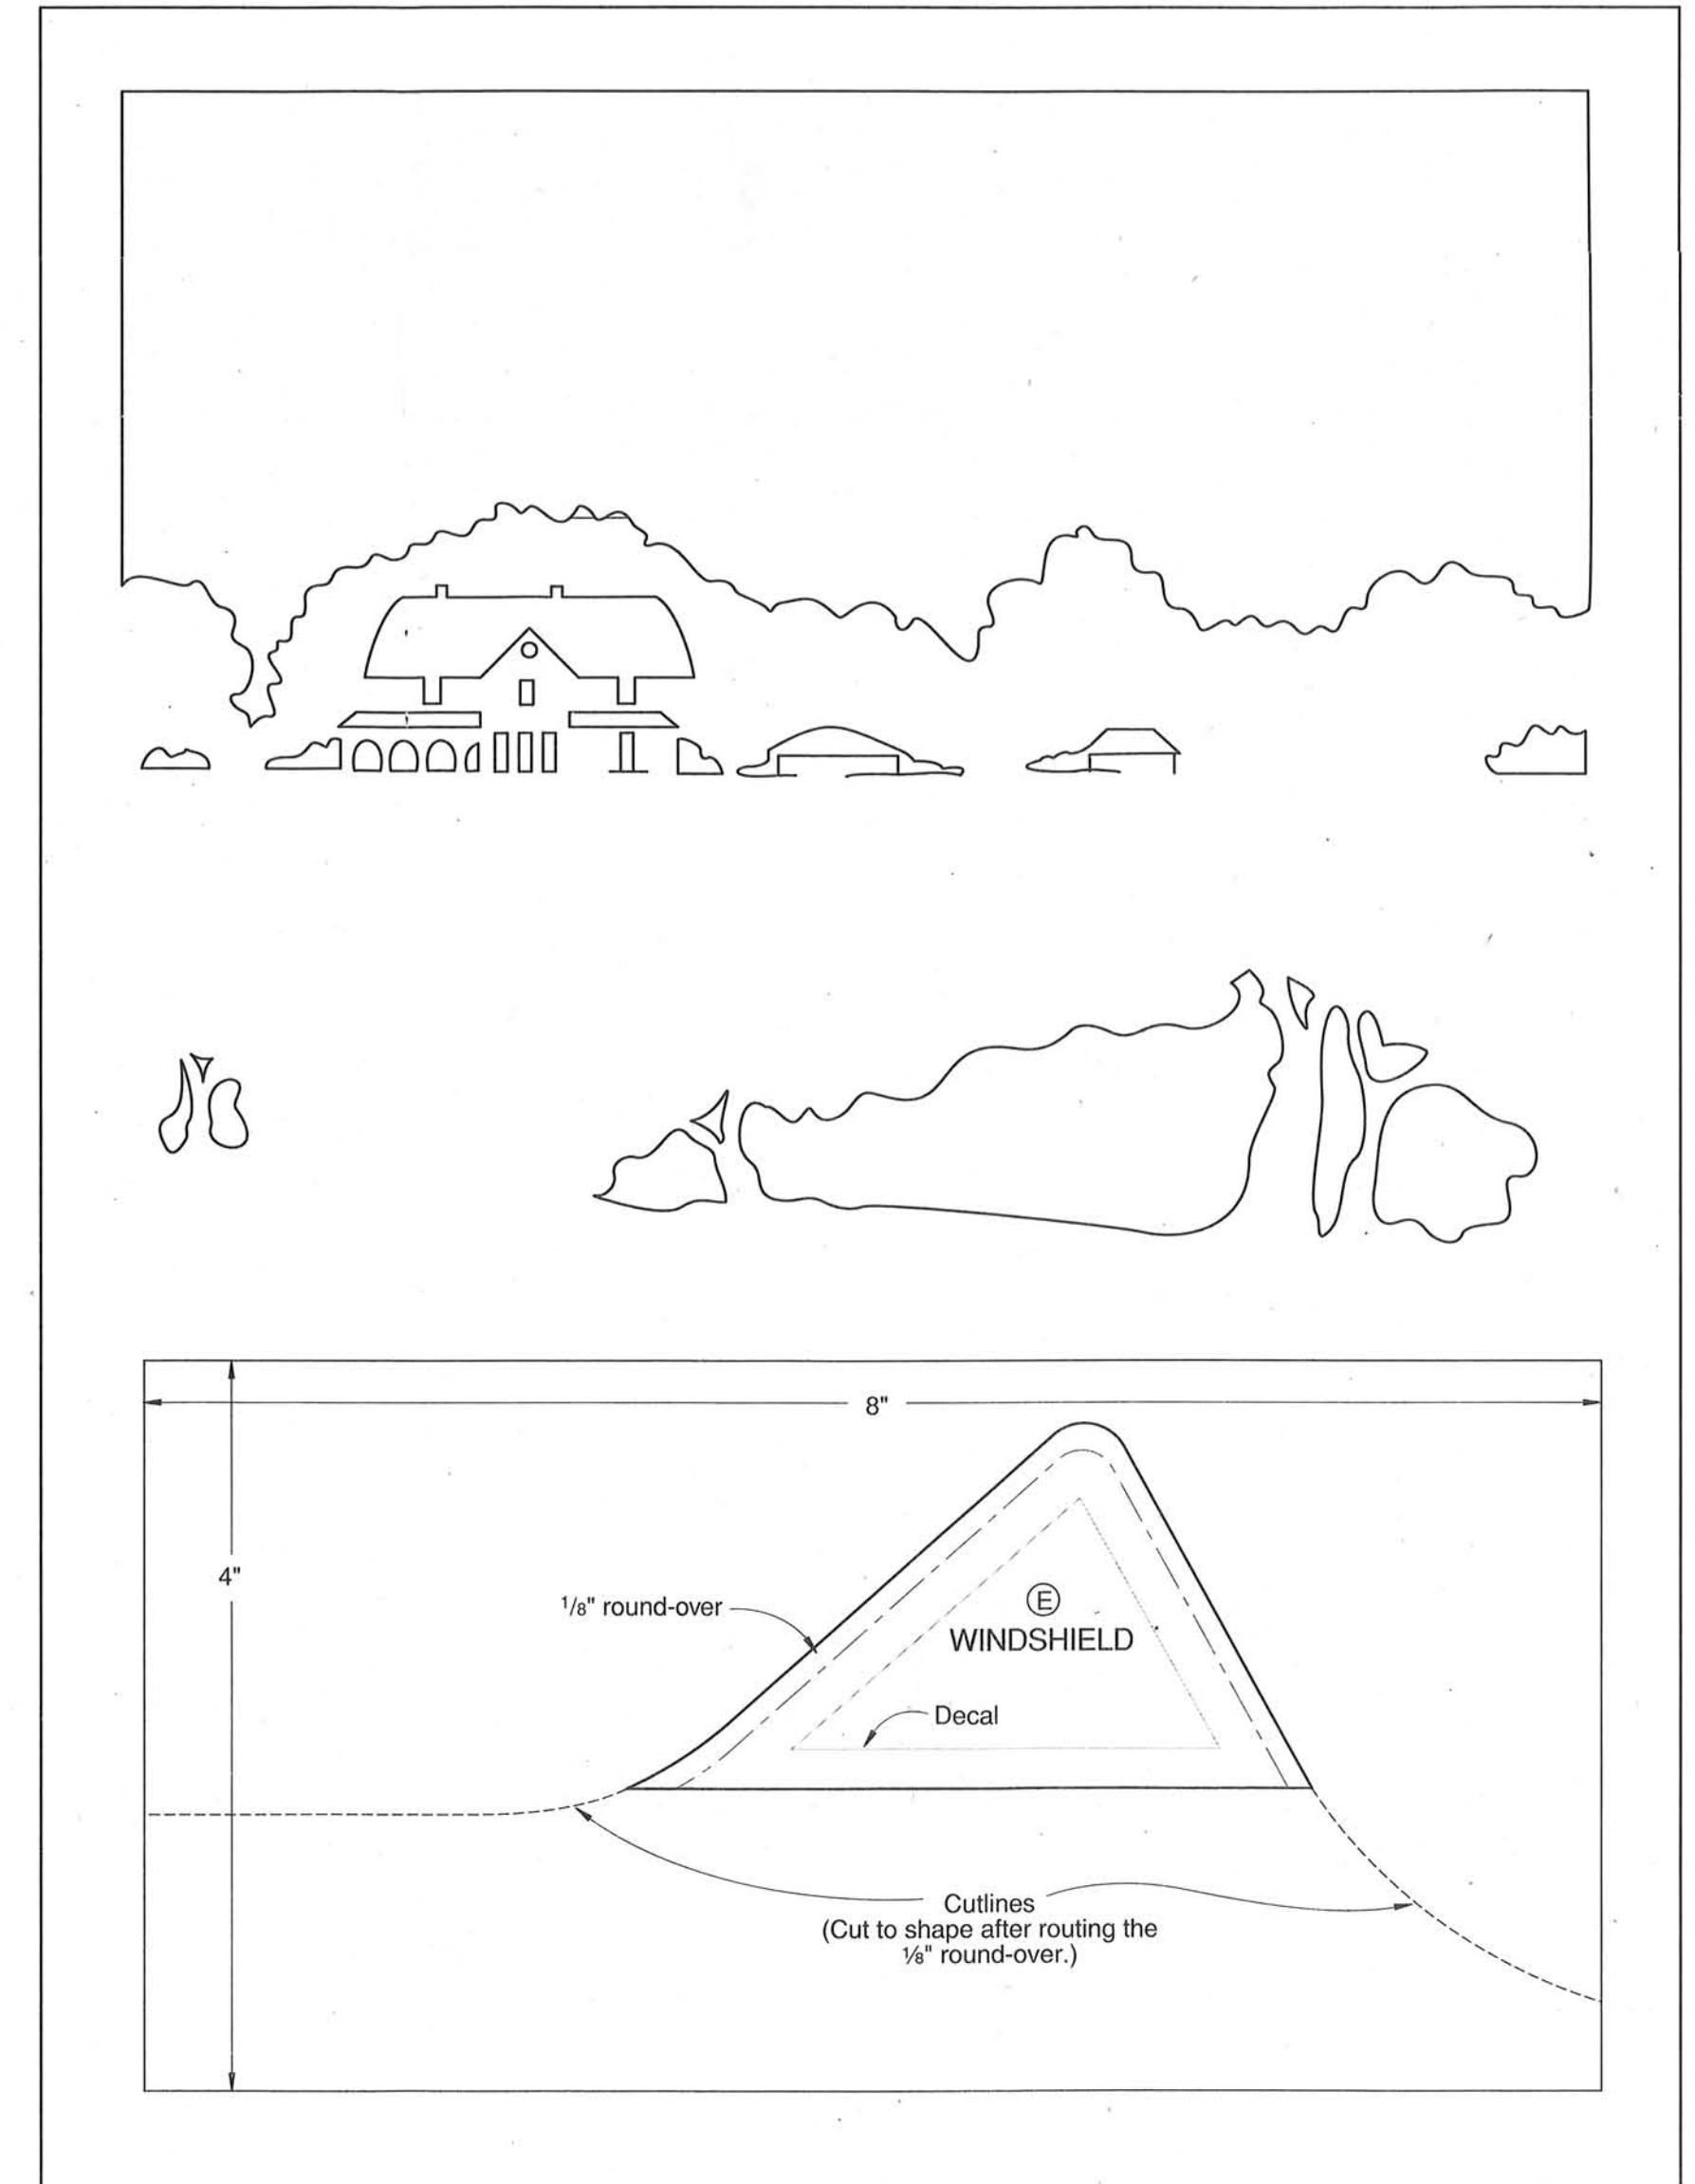 8"
4"
1/8" round-over
Ⓔ
WINDSHIELD
Decal
Cutlines
(Cut to shape after routing the
⅛" round-over.)